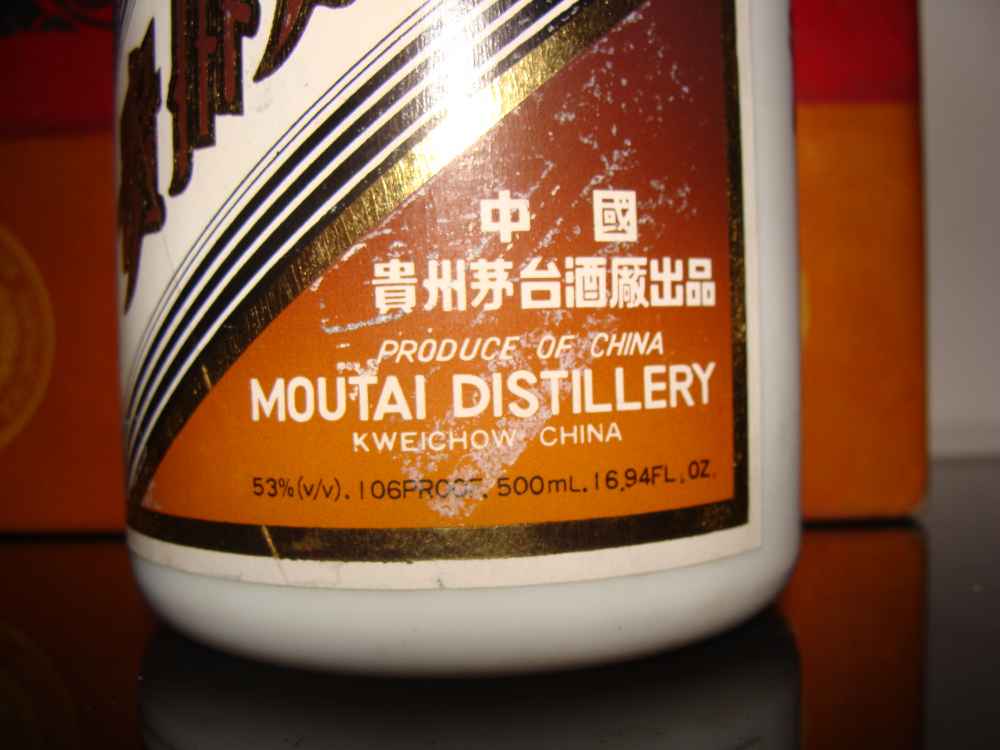 中國
貴州茅台酒廠出品
PRODUCE OF CHINA
MOUTAI DISTILLERY
KWEICHOW CHINA
53%(v/v). 106PROOF. 500mL. 16.94FL.OZ.